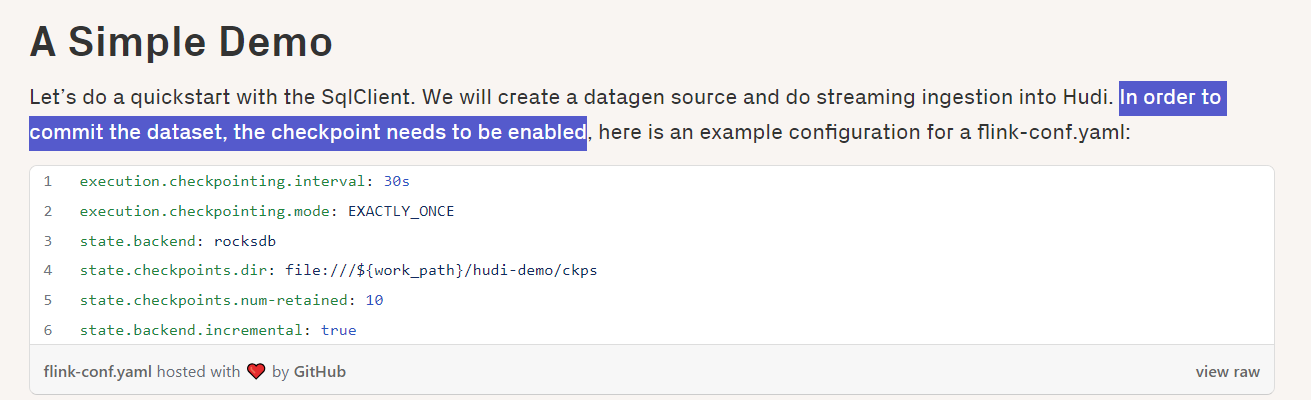 A Simple Demo
Let's do a quickstart with the SqlClient. We will create a datagen source and do streaming ingestion into Hudi. In order to
commit the dataset, the checkpoint needs to be enabled, here is an example configuration for a flink-conf.yaml:
1 execution.checkpointing.interval: 30s
2 execution.checkpointing.mode: EXACTLY_ONCE
3 state.backend: rocksdb
4 state.checkpoints.dir: file:///${work_path}/hudi-demo/ckps
5 state.checkpoints.num-retained: 10
6 state.backend.incremental: true
flink-conf.yaml hosted with ❤ by GitHub view raw